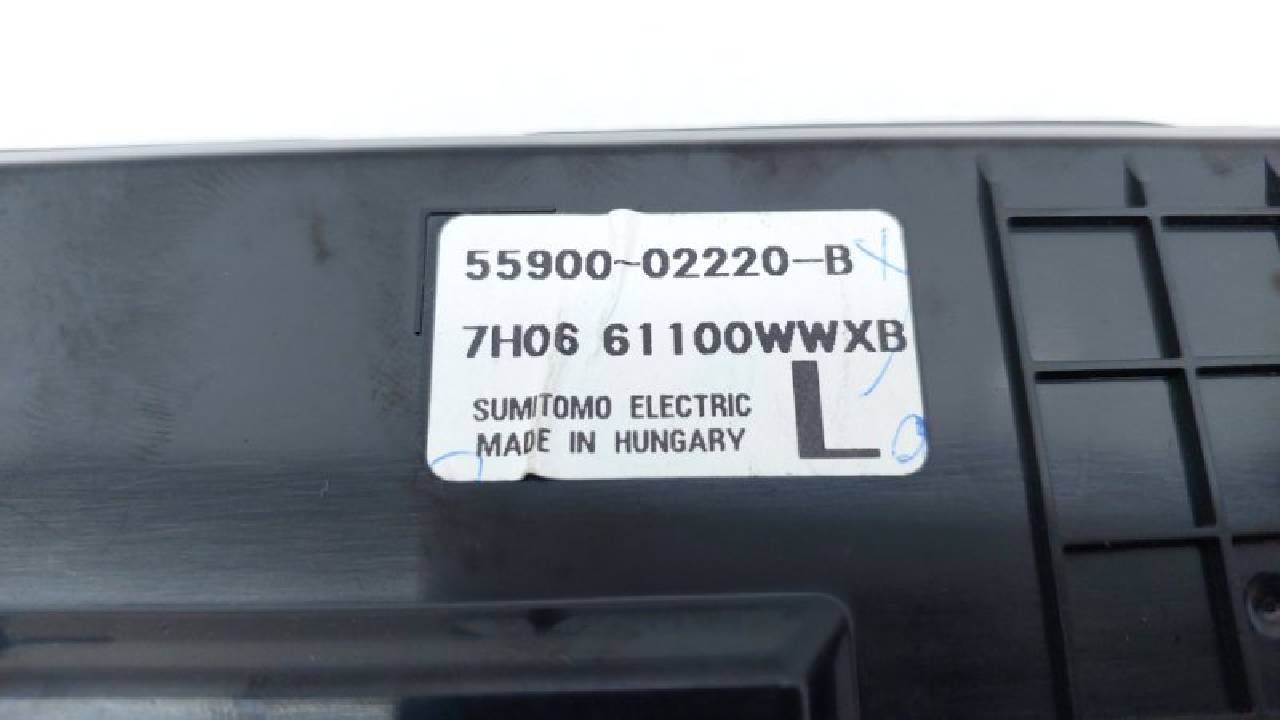 55900-02220-B
7H06 61100WWXB
SUMITOMO ELECTRIC
MADE IN HUNGARY
L